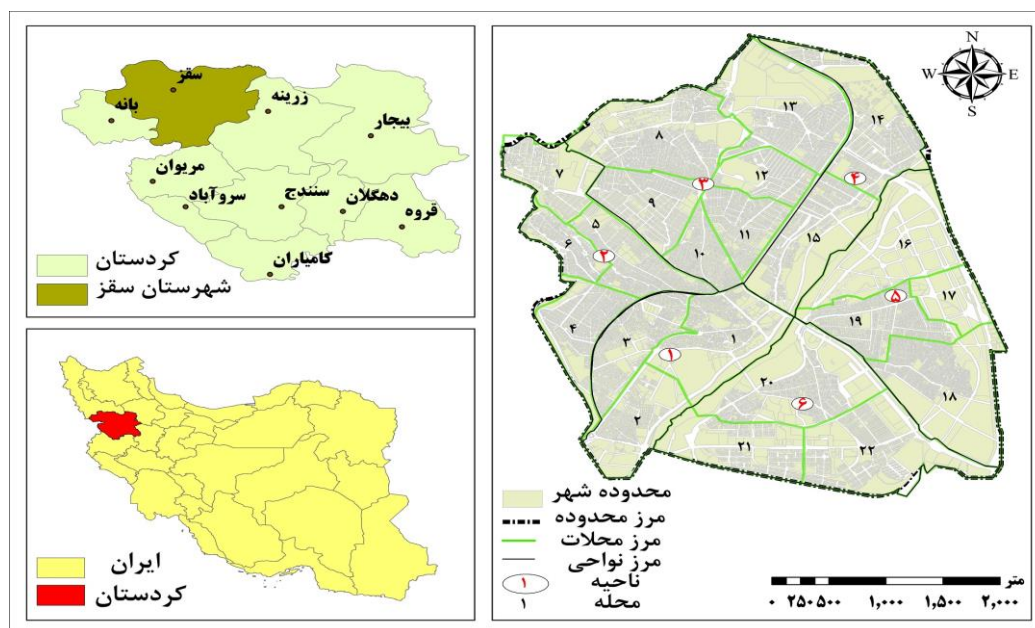 سقز
بانه
زرینه
بیجار
مریوان
سروآباد
سنندج
دهگلان
قروه
کامیاران
کردستان
شهرستان سقز
ایران
کردستان
N
W E
S
۱۳
۱۴
۸
۷
۱۲
۳
۴
۹
۵
۶
۱۱
۱۵
۱۶
۲
۱۰
۵
۱۷
۴
۳
۱
۱۹
۱
۲۰
۶
۱۸
۲
۲۱
۲۲
محدوده شهر
مرز محدوده
مرز محلات
مرز نواحی
۱ ناحیه
۱ محله
متر
۰ ۲۵۰ ۵۰۰ ۱,۰۰۰ ۱,۵۰۰ ۲,۰۰۰